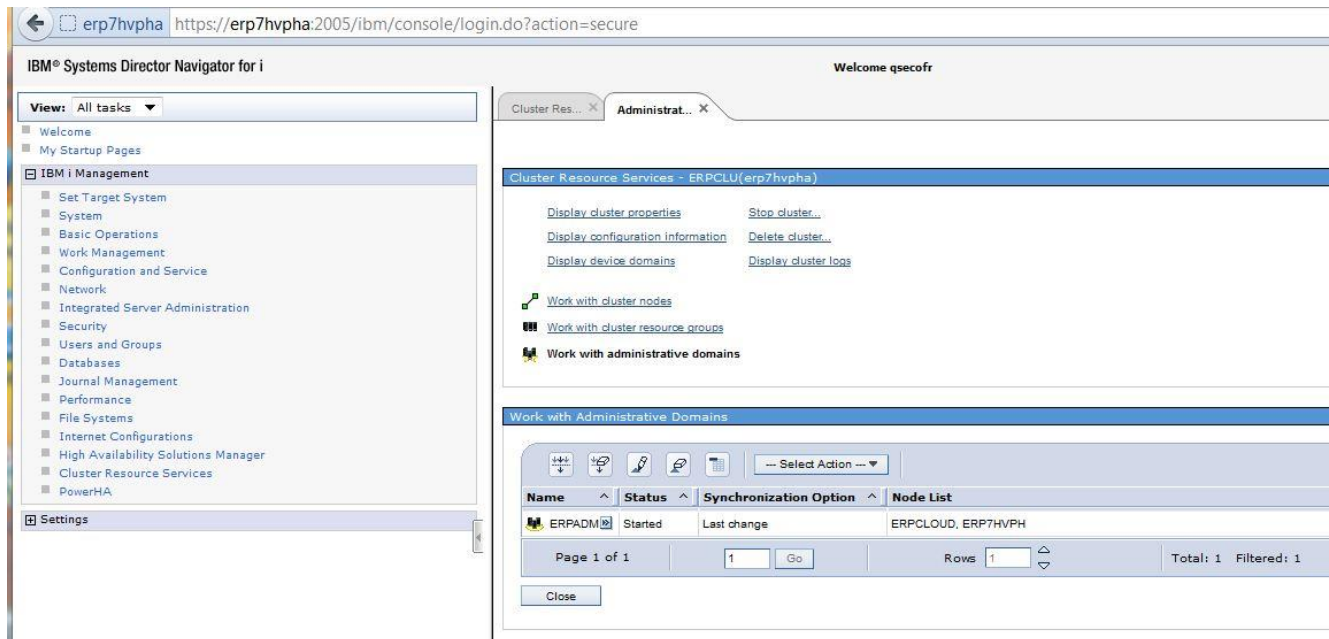 erp7hvpha https://erp7hvpha:2005/ibm/console/login.do?action=secure
IBM® Systems Director Navigator for i
Welcome qsecofr
View: All tasks
Welcome
My Startup Pages
IBM i Management
Set Target System
System
Basic Operations
Work Management
Configuration and Service
Network
Integrated Server Administration
Security
Users and Groups
Databases
Journal Management
Performance
File Systems
Internet Configurations
High Availability Solutions Manager
Cluster Resource Services
PowerHA
Settings
Cluster Res... Administrat...
Cluster Resource Services - ERPCLU(erp7hvpha)
Display cluster properties Stop cluster...
Display configuration information Delete cluster...
Display device domains Display cluster logs
Work with cluster nodes
Work with cluster resource groups
Work with administrative domains
Work with Administrative Domains
--- Select Action ---
Name Status Synchronization Option Node List
ERPADM Started Last change ERPCLOUD, ERP7HVPH
Page 1 of 1 1 Go Rows 1 Total: 1 Filtered: 1
Close